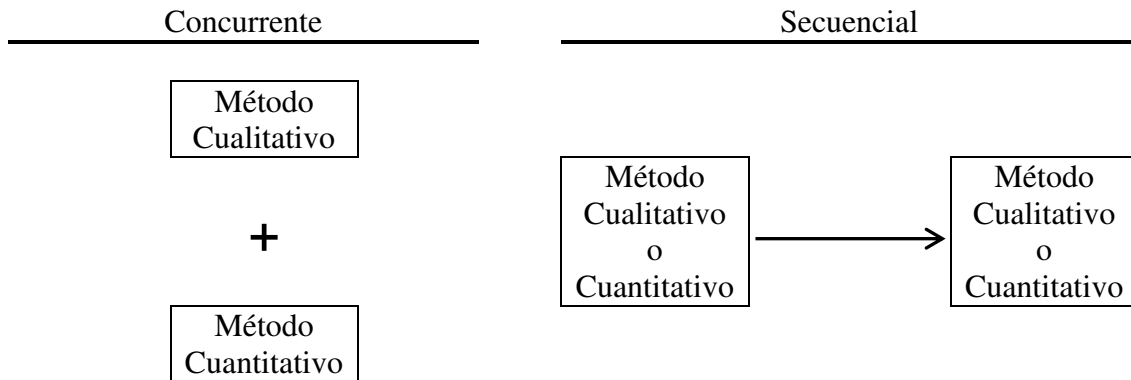 Concurrente
Método
Cualitativo
+
Método
Cuantitativo
Secuencial
Método
Cualitativo
o
Cuantitativo
Método
Cualitativo
o
Cuantitativo